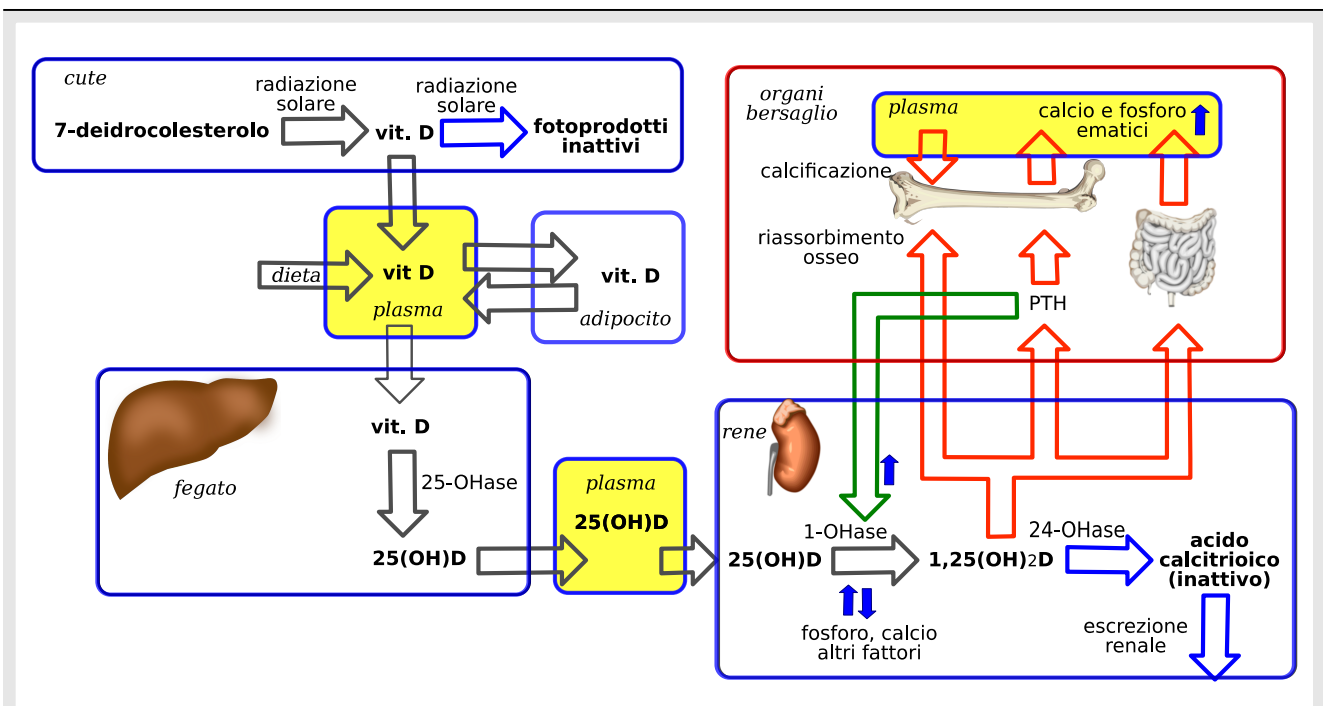 cute
radiazione
solare
radiazione
solare
7-deidrocolesterolo
vit. D
fotoprodotti
inattivi
dieta
vit D
plasma
vit. D
adipocito
fegato
vit. D
25-OHase
25(OH)D
plasma
25(OH)D
organi
bersaglio
plasma
calcio e fosforo
ematici
calcificazione
riassorbimento
osseo
PTH
rene
1-OHase
24-OHase
25(OH)D
1,25(OH)2D
acido
calcitrioico
(inattivo)
fosforo, calcio
altri fattori
escrezione
renale